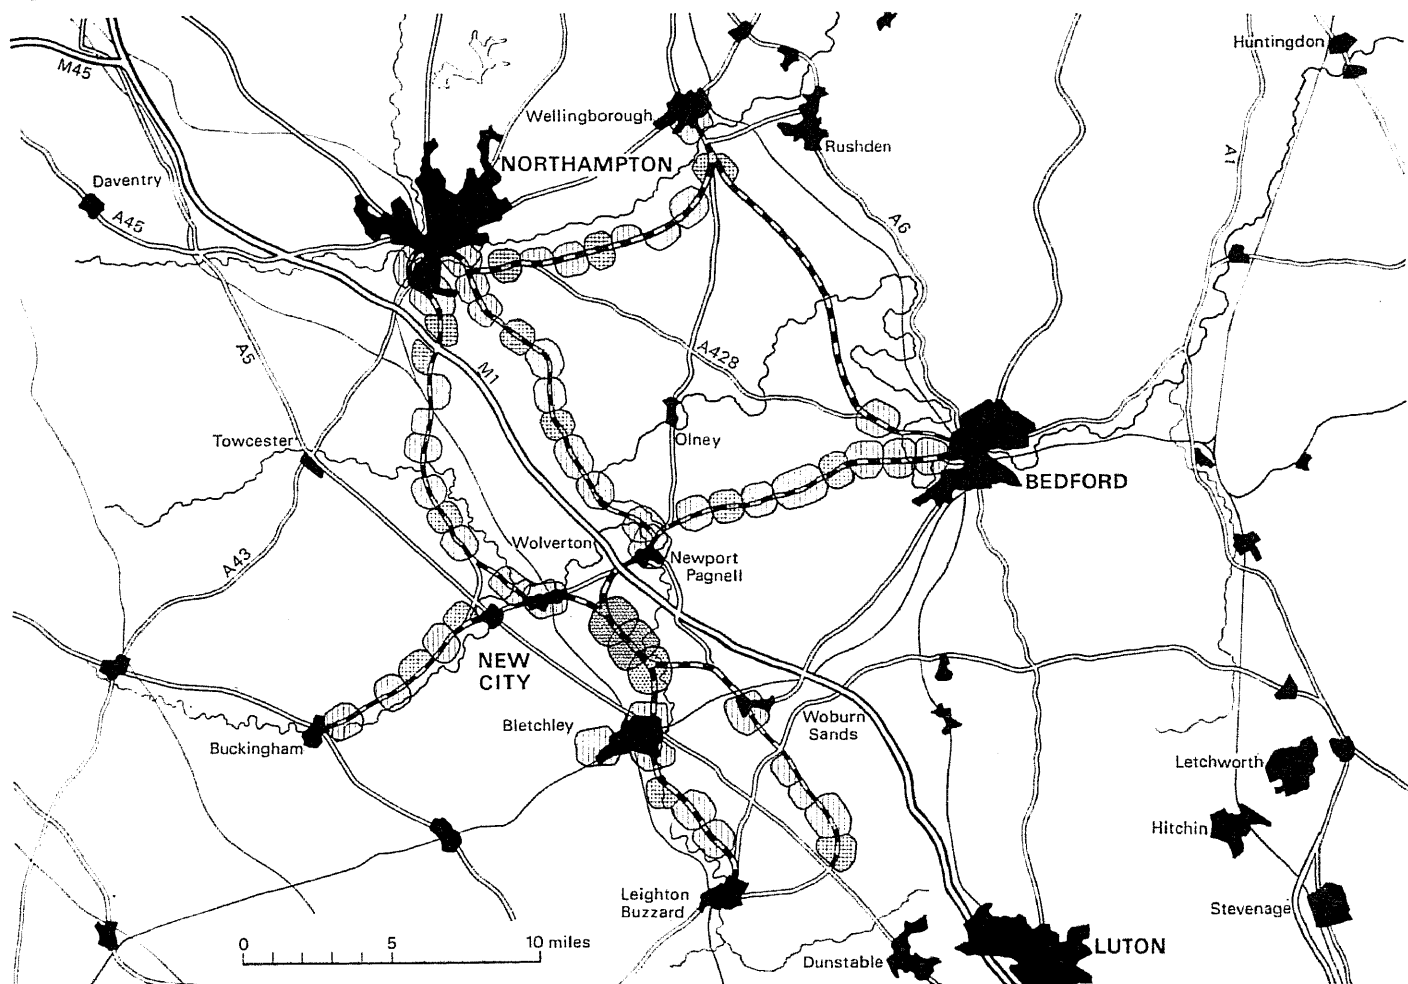 Huntingdon
M45
Wellingborough
Rushden
A1
NORTHAMPTON
Daventry
A45
A6
A5
A428
M1
Towcester
Olney
BEDFORD
A43
Wolverton
Newport
Pagnell
NEW
CITY
Buckingham
Bletchley
Woburn
Sands
Letchworth
Hitchin
Leighton
Buzzard
Stevenage
0 5 10 miles
Dunstable
LUTON